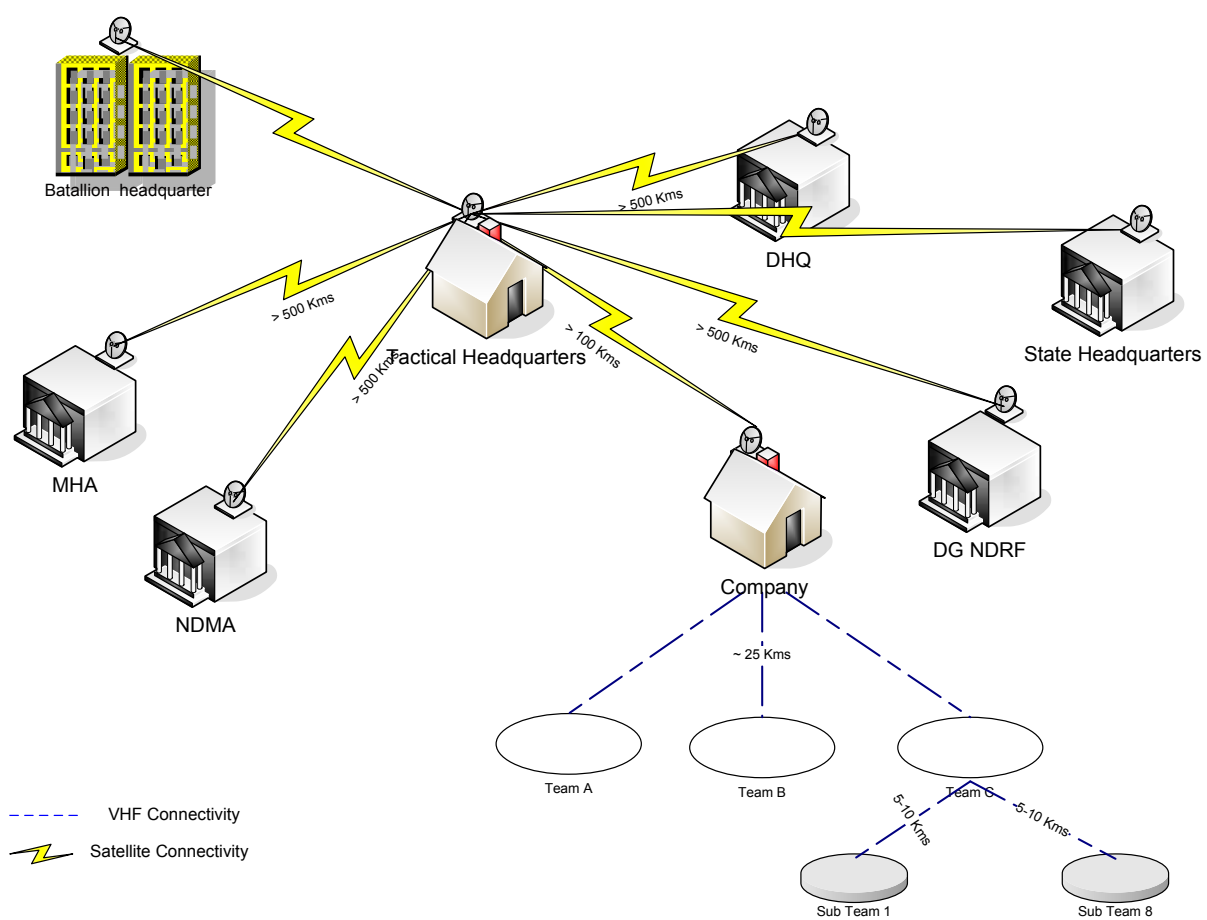 Batallion headquarter
> 500 Kms
DHQ
State Headquarters
> 500 Kms
Tactical Headquarters
> 500 Kms
> 100 Kms
> 500 Kms
MHA
NDMA
DG NDRF
Company
~ 25 Kms
Team A
Team B
Team C
5-10 Kms
5-10 Kms
VHF Connectivity
Satellite Connectivity
Sub Team 1
Sub Team 8